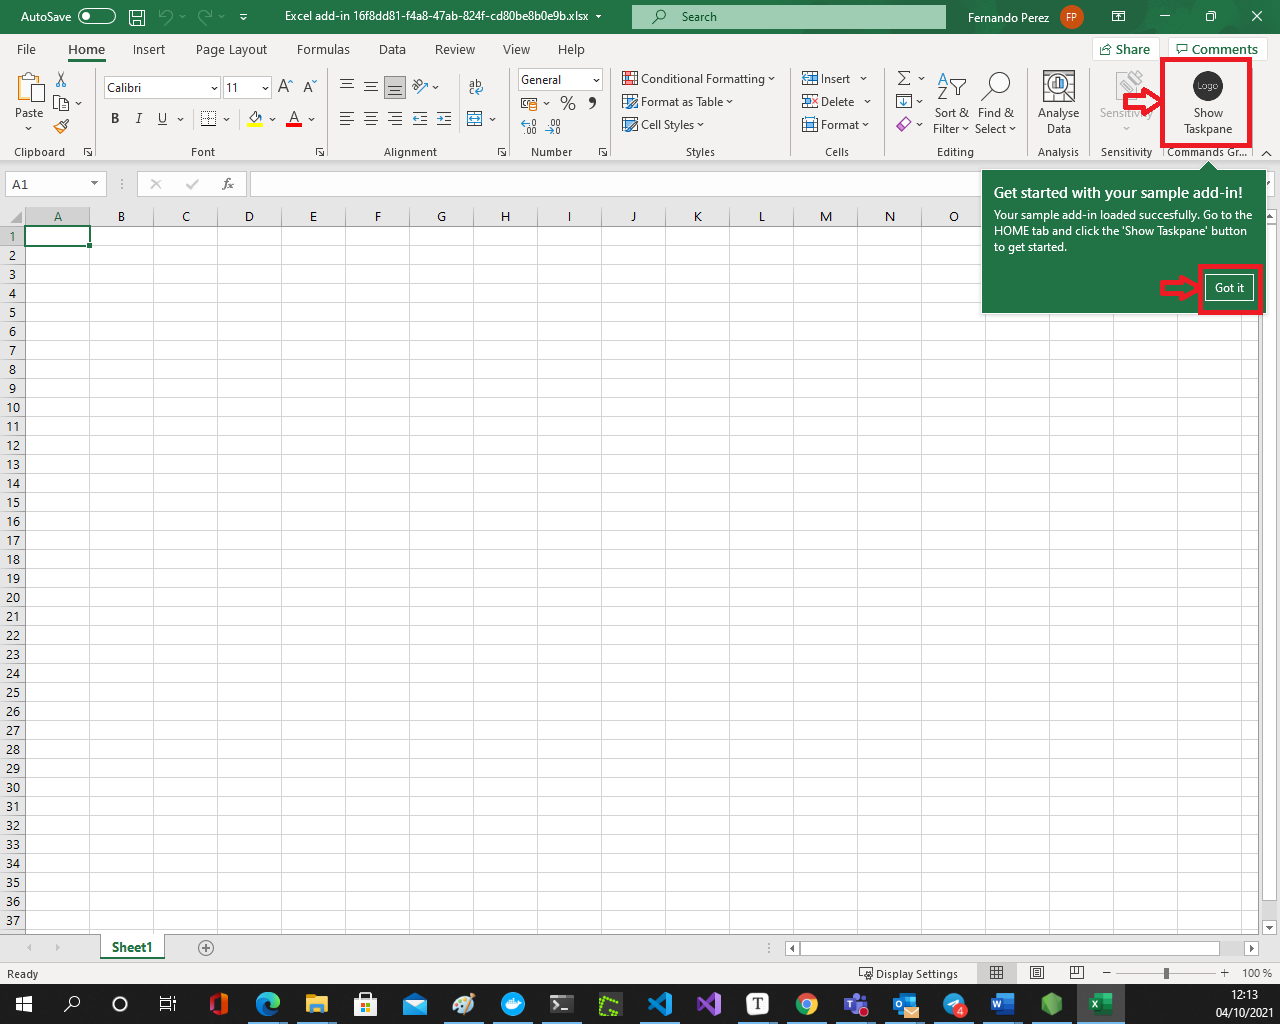 AutoSave
Excel add-in 16f8dd81-f4a8-47ab-824f-cd80be8b0e9b.xlsx
Search
Fernando Perez
FP
File
Home
Insert
Page Layout
Formulas
Data
Review
View
Help
Share
Comments
Paste
Clipboard
Calibri
11
B I U
A
Font
ab
Alignment
General
%
Number
Conditional Formatting
Format as Table
Cell Styles
Styles
Insert
Delete
Format
Cells
Sort &
Filter
Find &
Select
Editing
Analyse
Data
Analysis
Sensitivity
Sensitivity
Logo
Show
Taskpane
Commands Gr...
A1
fx
Get started with your sample add-in!
Your sample add-in loaded succesfully. Go to the
HOME tab and click the 'Show Taskpane' button
to get started.
Got it
A B C D E F G H I J K L M N O
1
2
3
4
5
6
7
8
9
10
11
12
13
14
15
16
17
18
19
20
21
22
23
24
25
26
27
28
29
30
31
32
33
34
35
36
37
Sheet1
Ready
Display Settings
100 %
12:13
04/10/2021